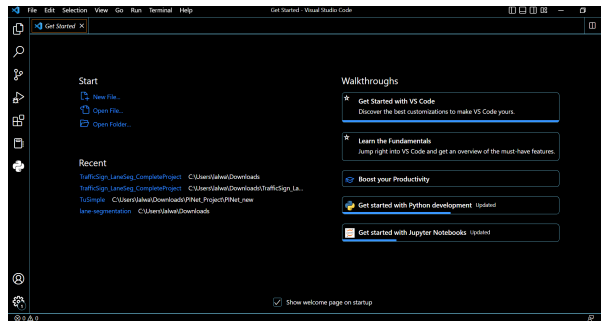 File Edit Selection View Go Run Terminal Help Get Started - Visual Studio Code
Get Started
Start
New File...
Open File...
Open Folder...
Recent
TrafficSign_LaneSeg_CompleteProject C:\Users\lalwa\Downloads
TrafficSign_LaneSeg_CompleteProject C:\Users\lalwa\Downloads\TrafficSign_La...
TuSimple C:\Users\lalwa\Downloads\PINet_Project\PINet_new
lane-segmentation C:\Users\lalwa\Downloads
Walkthroughs
Get Started with VS Code
Discover the best customizations to make VS Code yours.
Learn the Fundamentals
Jump right into VS Code and get an overview of the must-have features.
Boost your Productivity
Get started with Python development Updated
Get started with Jupyter Notebooks Updated
Show welcome page on startup
0 0